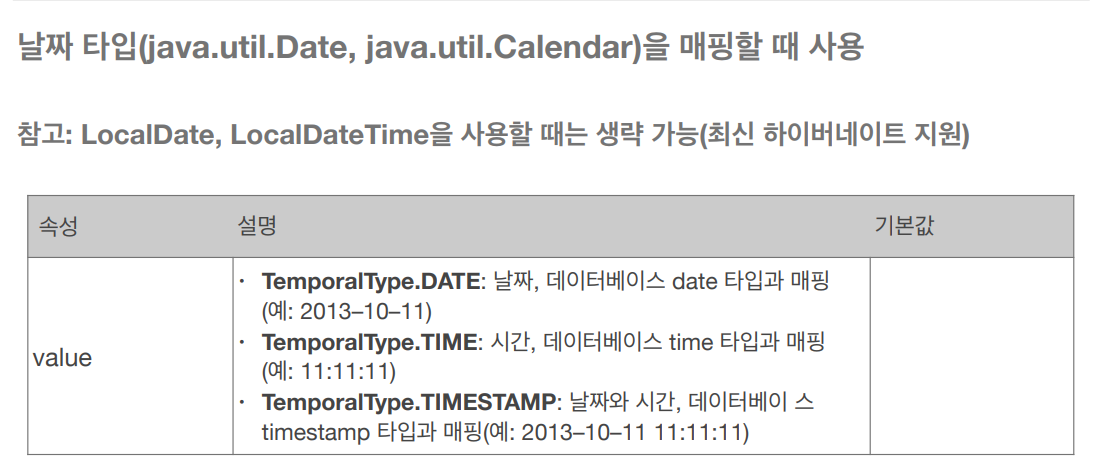 날짜 타입(java.util.Date, java.util.Calendar)을 매핑할 때 사용
참고: LocalDate, LocalDateTime을 사용할 때는 생략 가능(최신 하이버네이트 지원)
속성 설명 기본값
value
• TemporalType.DATE: 날짜, 데이터베이스 date 타입과 매핑
(예: 2013–10–11)
• TemporalType.TIME: 시간, 데이터베이스 time 타입과 매핑
(예: 11:11:11)
• TemporalType.TIMESTAMP: 날짜와 시간, 데이터베이 스
timestamp 타입과 매핑(예: 2013–10–11 11:11:11)